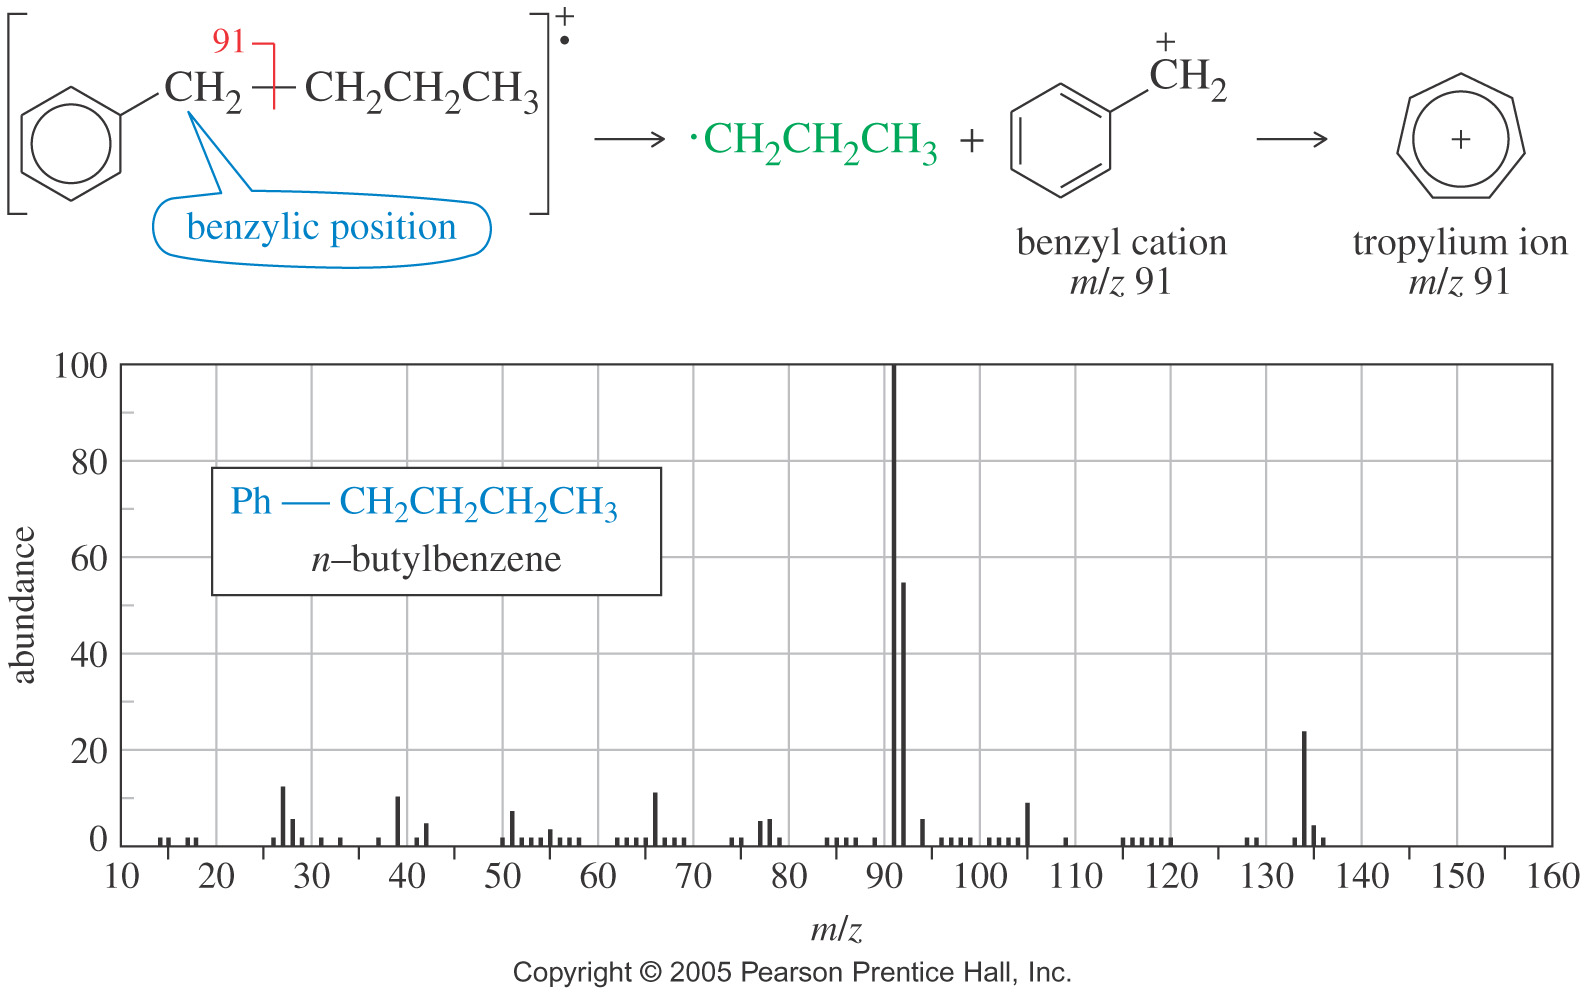 91
CH₂ CH₂CH₂CH₃ + •
benzylic position
·CH₂CH₂CH₃ + +CH₂ +
benzyl cation
m/z 91
tropylium ion
m/z 91
100
80
60
40
20
0
abundance
Ph — CH₂CH₂CH₂CH₃
n–butylbenzene
10 20 30 40 50 60 70 80 90 100 110 120 130 140 150 160
m/z
Copyright © 2005 Pearson Prentice Hall, Inc.